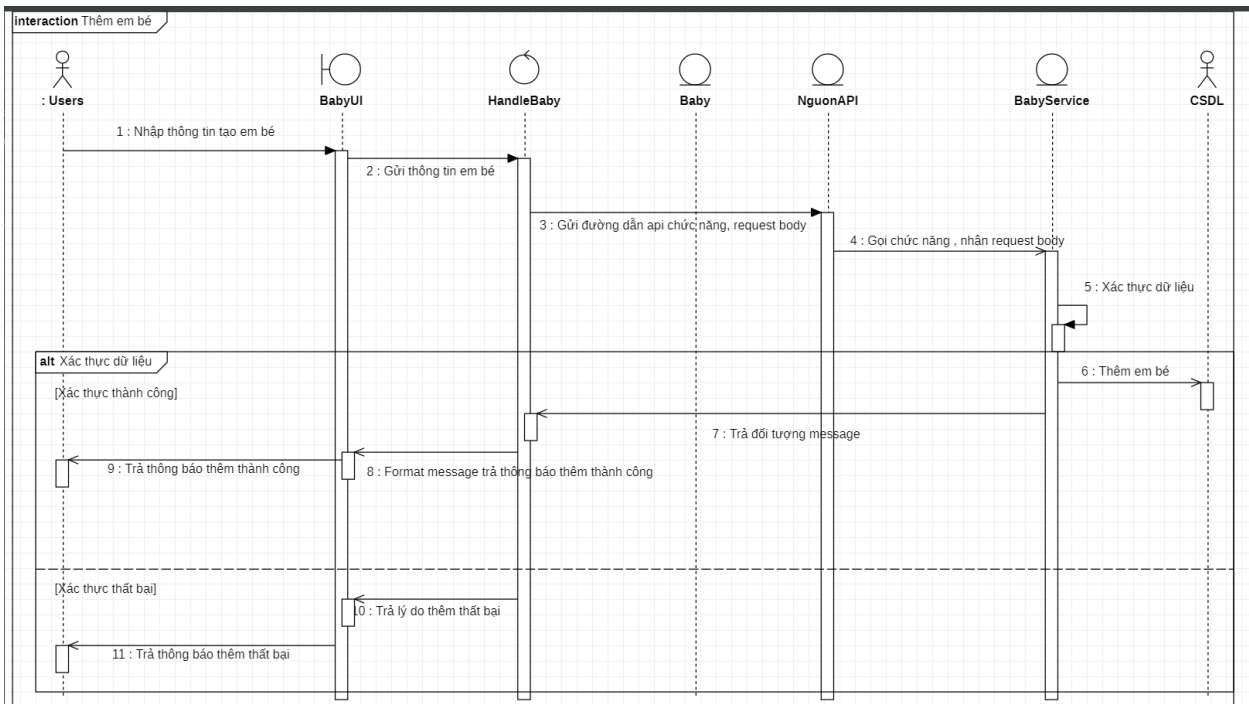 interaction Thêm em bé
: Users
BabyUI
HandleBaby
Baby
NguonAPI
BabyService
CSDL
1 : Nhập thông tin tạo em bé
2 : Gửi thông tin em bé
3 : Gửi đường dẫn api chức năng, request body
4 : Gọi chức năng , nhận request body
5 : Xác thực dữ liệu
alt Xác thực dữ liệu
[Xác thực thành công]
6 : Thêm em bé
7 : Trả đối tượng message
8 : Format message trả thông báo thêm thành công
9 : Trả thông báo thêm thành công
[Xác thực thất bại]
10 : Trả lý do thêm thất bại
11 : Trả thông báo thêm thất bại